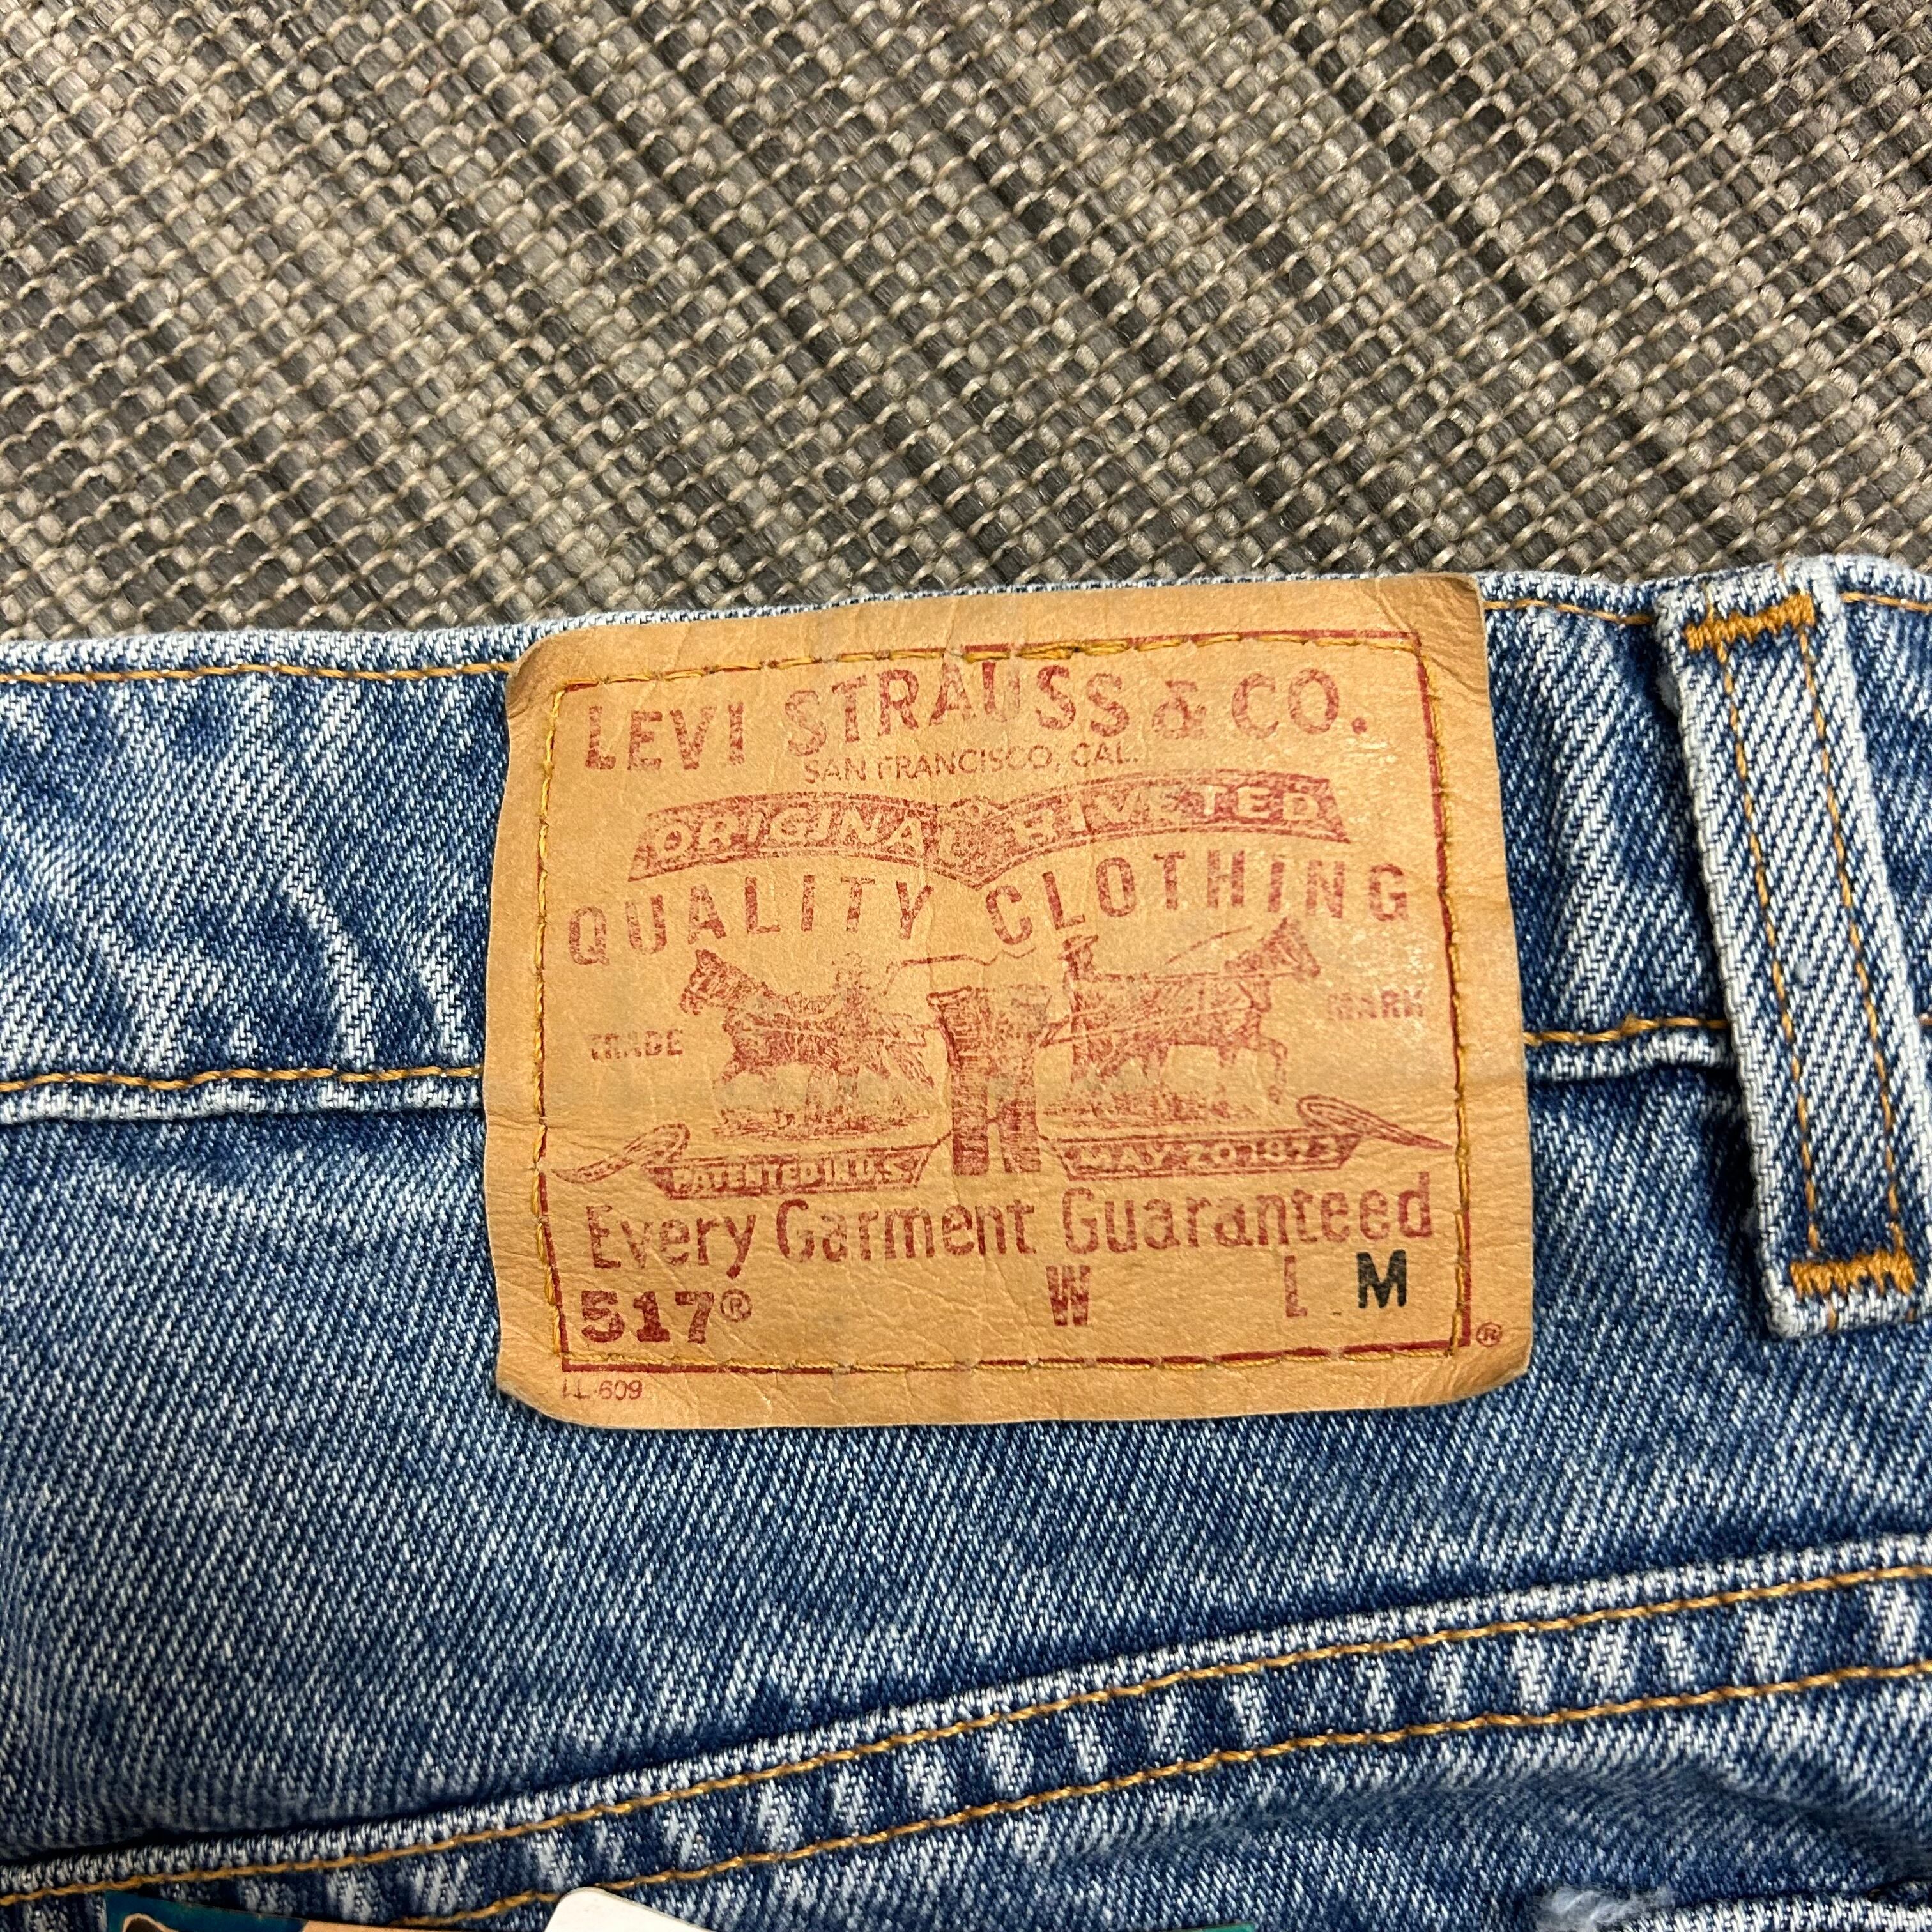 LEVI STRAUSS & CO.
SAN FRANCISCO, CAL.
ORIGINAL RIVETED
QUALITY CLOTHING
TRADE MARK
PATENTED IN U.S. MAY 20 1873
Every Garment Guaranteed
517® W L M
®
LL-609